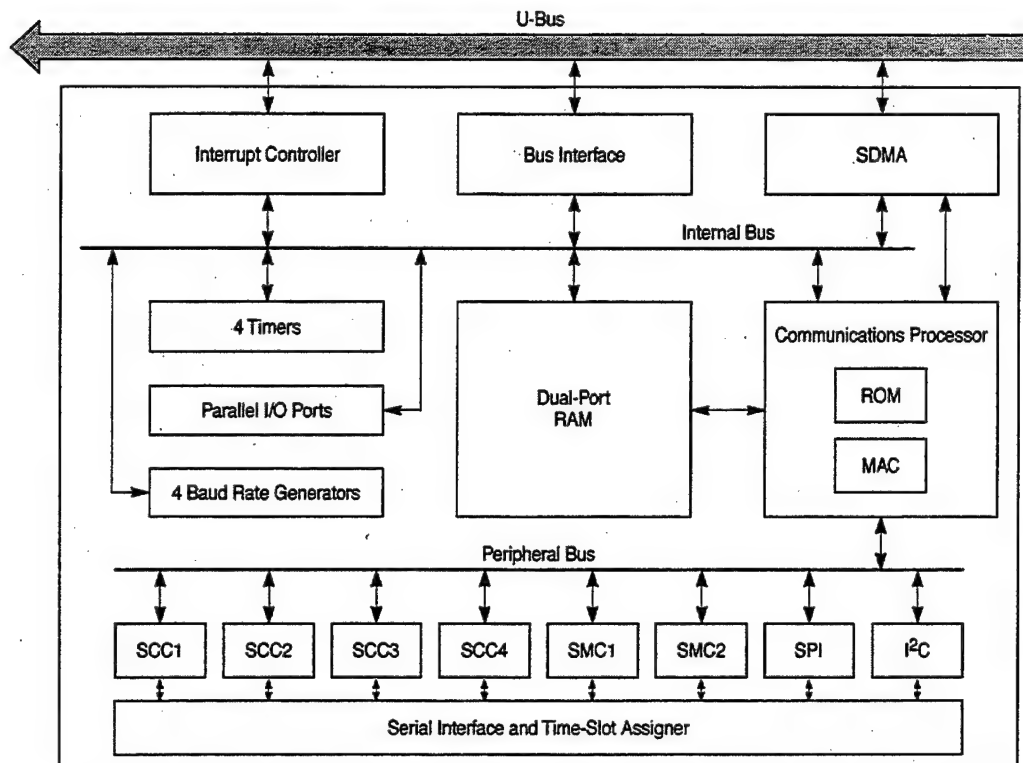 U-Bus
Interrupt Controller
Bus Interface
SDMA
Internal Bus
4 Timers
Parallel I/O Ports
4 Baud Rate Generators
Dual-Port
RAM
Communications Processor
ROM
MAC
Peripheral Bus
SCC1
SCC2
SCC3
SCC4
SMC1
SMC2
SPI
I²C
Serial Interface and Time-Slot Assigner